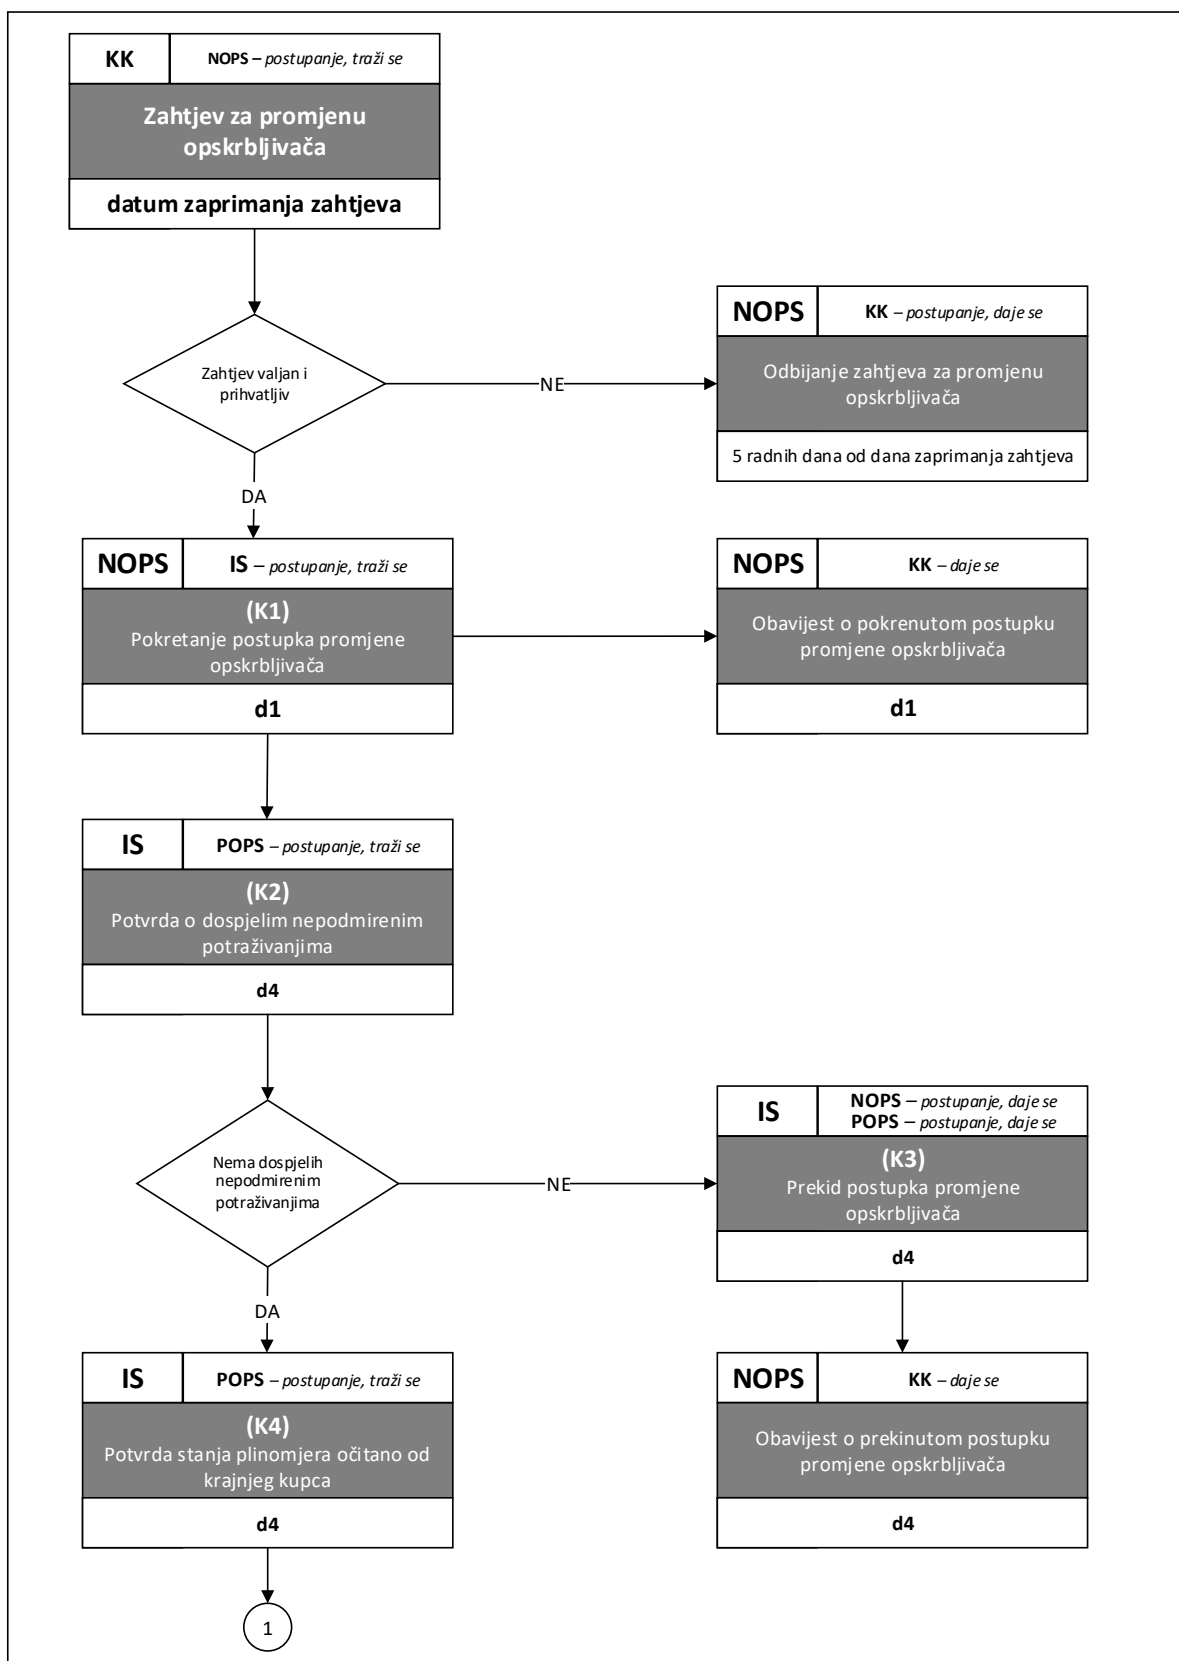 KK
NOPS – postupanje, traži se
Zahtjev za promjenu
opskrbljivača
datum zaprimanja zahtjeva
Zahtjev valjan i
prihvatljiv
NE
NOPS
KK – postupanje, daje se
Odbijanje zahtjeva za promjenu
opskrbljivača
5 radnih dana od dana zaprimanja zahtjeva
DA
NOPS
IS – postupanje, traži se
(K1)
Pokretanje postupka promjene
opskrbljivača
d1
NOPS
KK – daje se
Obavijest o pokrenutom postupku
promjene opskrbljivača
d1
IS
POPS – postupanje, traži se
(K2)
Potvrda o dospjelim nepodmirenim
potraživanjima
d4
Nema dospjelih
nepodmirenim
potraživanjima
NE
IS
NOPS – postupanje, daje se
POPS – postupanje, daje se
(K3)
Prekid postupka promjene
opskrbljivača
d4
DA
IS
POPS – postupanje, traži se
(K4)
Potvrda stanja plinomjera očitano od
krajnjeg kupca
d4
NOPS
KK – daje se
Obavijest o prekinutom postupku
promjene opskrbljivača
d4
1